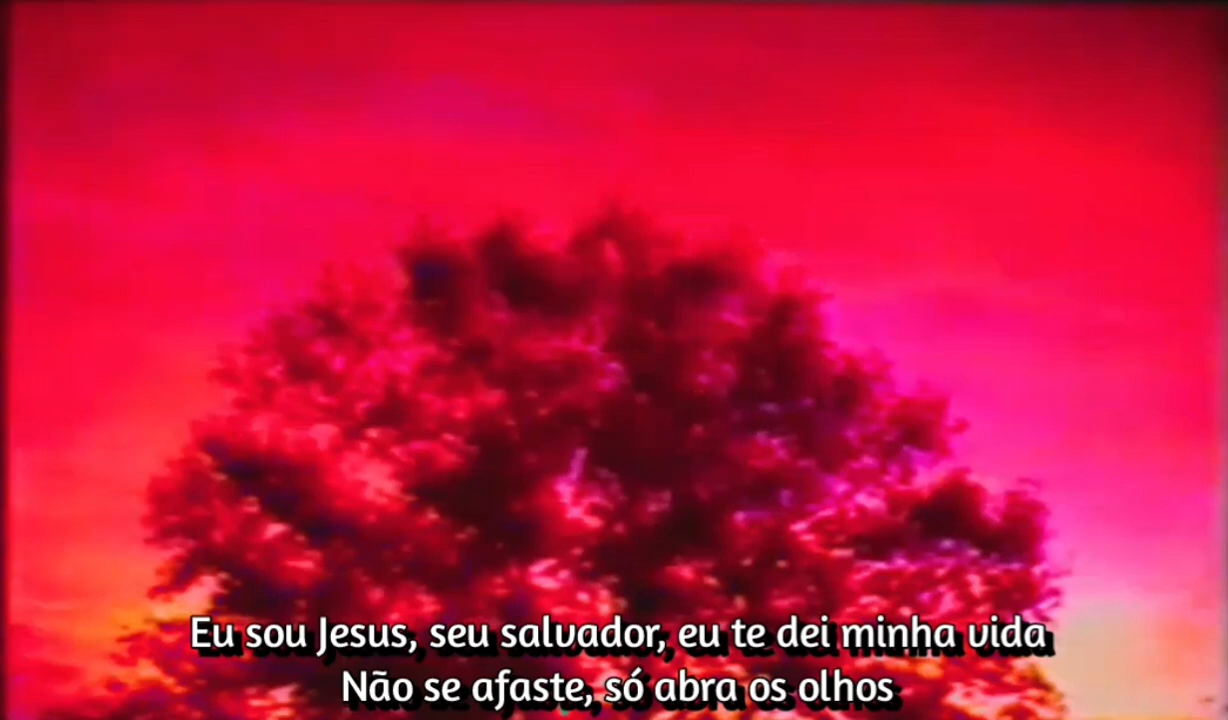 Eu sou Jesus, seu salvador, eu te dei minha vida
Não se afaste, só abra os olhos